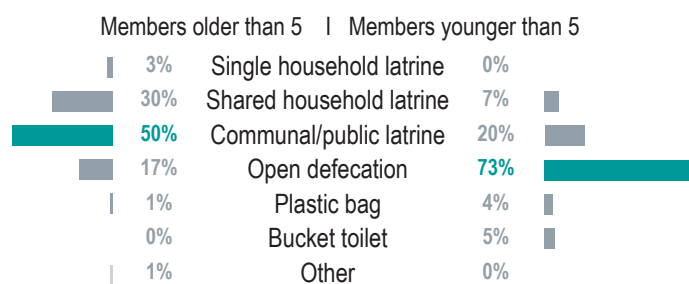 Members older than 5 I Members younger than 5
3% Single household latrine 0%
30% Shared household latrine 7%
50% Communal/public latrine 20%
17% Open defecation 73%
1% Plastic bag 4%
0% Bucket toilet 5%
1% Other 0%